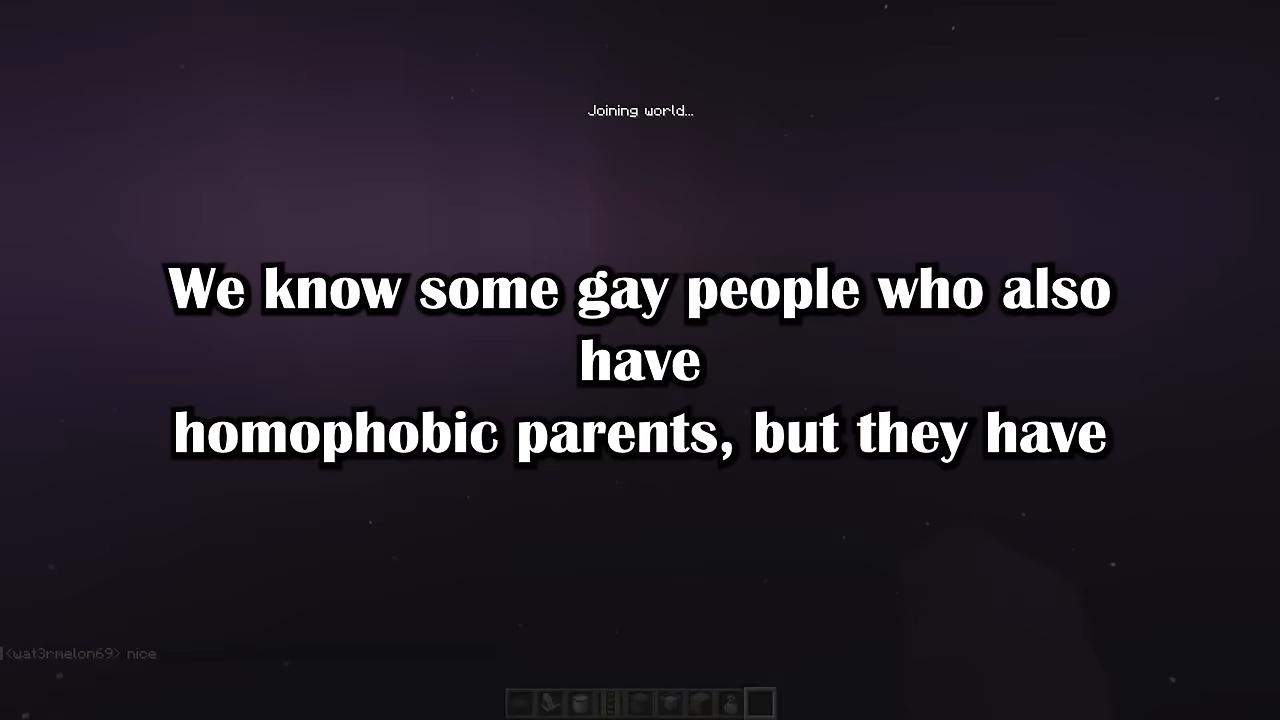 Joining world...
We know some gay people who also
have
homophobic parents, but they have
<wat3rmelon69> nice